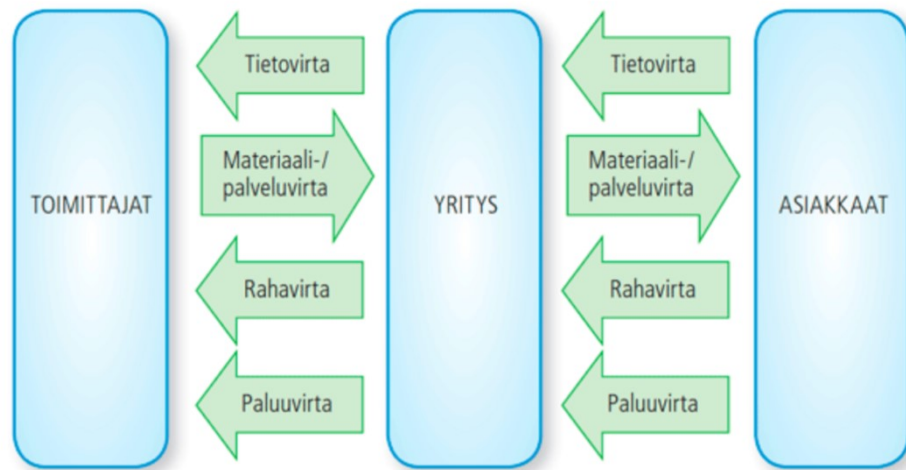 Tietovirta
Tietovirta
Materiaali-/
palveluvirta
Materiaali-/
palveluvirta
TOIMITTAJAT
YRITYS
ASIAKKAAT
Rahavirta
Rahavirta
Paluuvirta
Paluuvirta